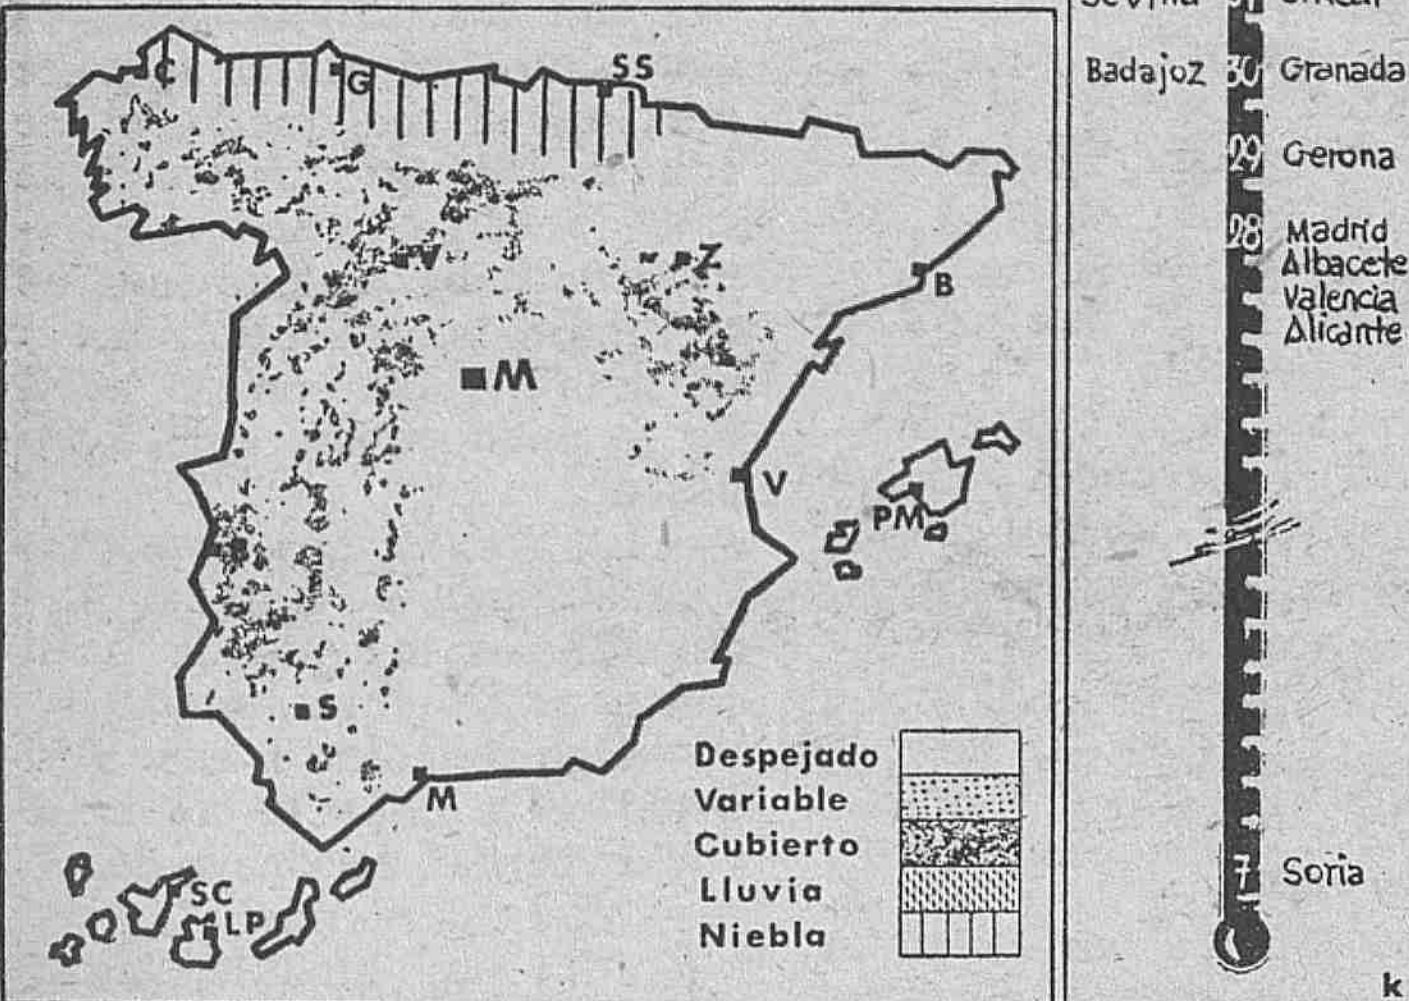 C
G
SS
V
Z
B
M
V
PM
S
M
SC
LP
Despejado
Variable
Cubierto
Lluvia
Niebla
Sevilla
Badajoz 30 Granada
29 Gerona
28 Madrid
Albacete
Valencia
Alicante
7 Soria
k